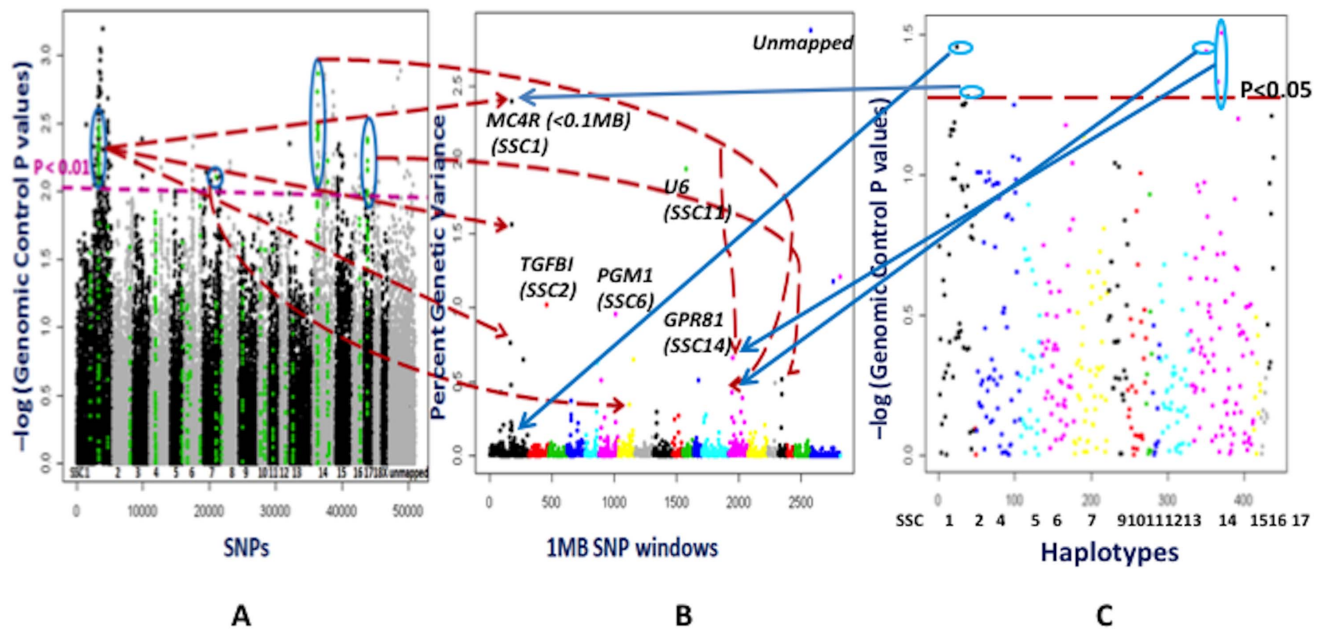 −log (Genomic Control P values)
0.0 0.5 1.0 1.5 2.0 2.5 3.0
P < 0.01
SSC1 2 3 4 5 6 7 8 9 10 11 12 13 14 15 16 17 18X unmapped
0 10000 20000 30000 40000 50000
SNPs
A
Percent Genetic Variance
0.0 0.5 1.0 1.5 2.0 2.5
Unmapped
MC4R (<0.1MB)
(SSC1)
U6
(SSC11)
TGFBI
(SSC2)
PGM1
(SSC6)
GPR81
(SSC14)
0 500 1000 1500 2000 2500
1MB SNP windows
B
−log (Genomic Control P values)
0.0 0.5 1.0 1.5
P<0.05
0 100 200 300 400
SSC 1 2 4 5 6 7 9 10 11 12 13 14 15 16 17
Haplotypes
C